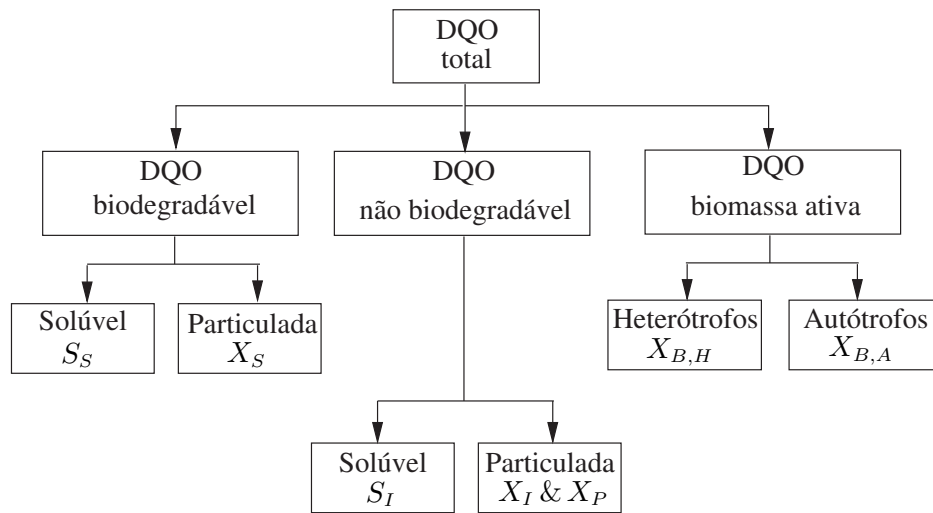 DQO
total
DQO
biodegradável
DQO
não biodegradável
DQO
biomassa ativa
Solúvel
S_S
Particulada
X_S
Heterótrofos
X_{B,H}
Autótrofos
X_{B,A}
Solúvel
S_I
Particulada
X_I & X_P